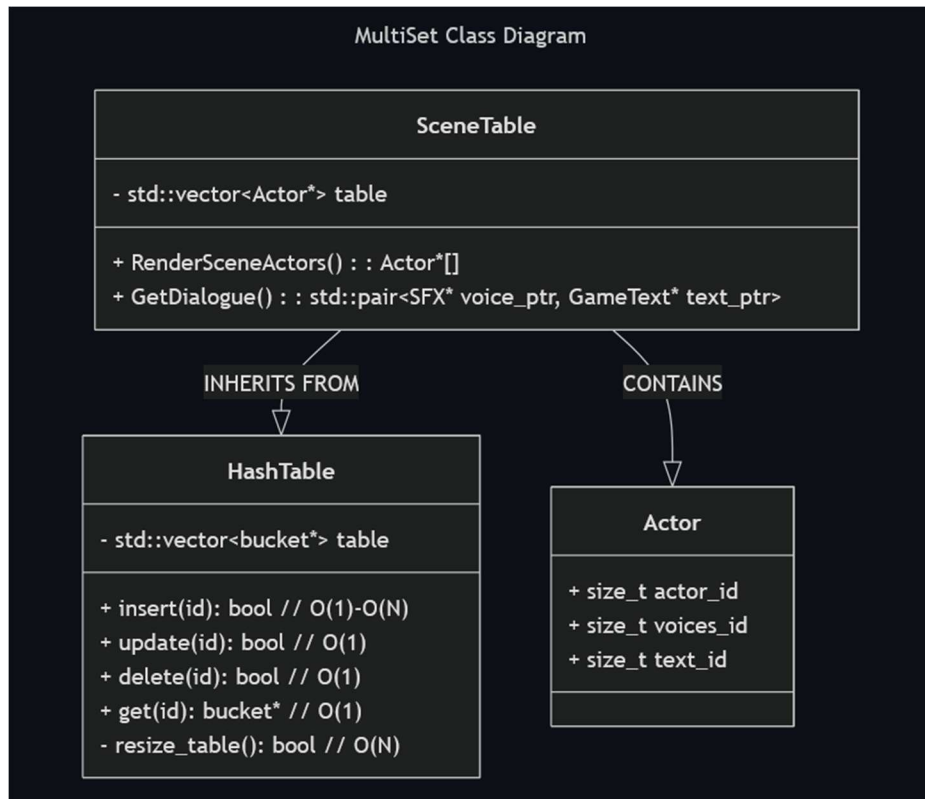 MultiSet Class Diagram
SceneTable
- std::vector<Actor*> table
+ RenderSceneActors() : : Actor*[]
+ GetDialogue() : : std::pair<SFX* voice_ptr, GameText* text_ptr>
INHERITS FROM
CONTAINS
HashTable
- std::vector<bucket*> table
+ insert(id): bool // O(1)-O(N)
+ update(id): bool // O(1)
+ delete(id): bool // O(1)
+ get(id): bucket* // O(1)
- resize_table(): bool // O(N)
Actor
+ size_t actor_id
+ size_t voices_id
+ size_t text_id